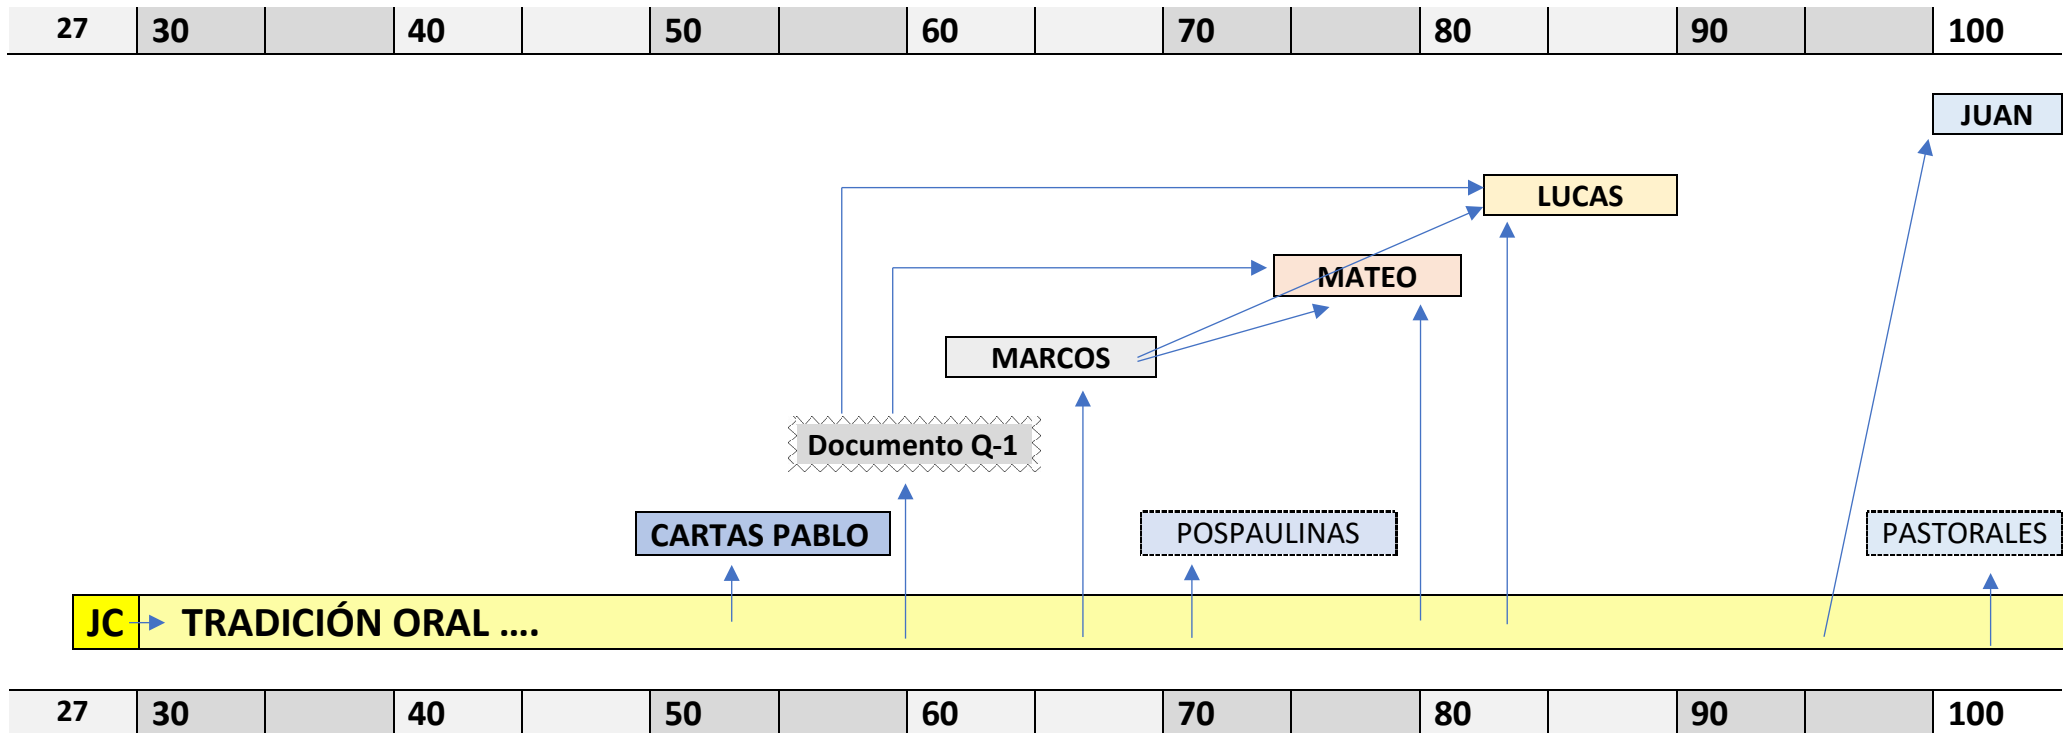 27 30 40 50 60 70 80 90 100
JUAN
LUCAS
MATEO
MARCOS
Documento Q-1
CARTAS PABLO POSPAULINAS PASTORALES
JC TRADICIÓN ORAL ....
27 30 40 50 60 70 80 90 100